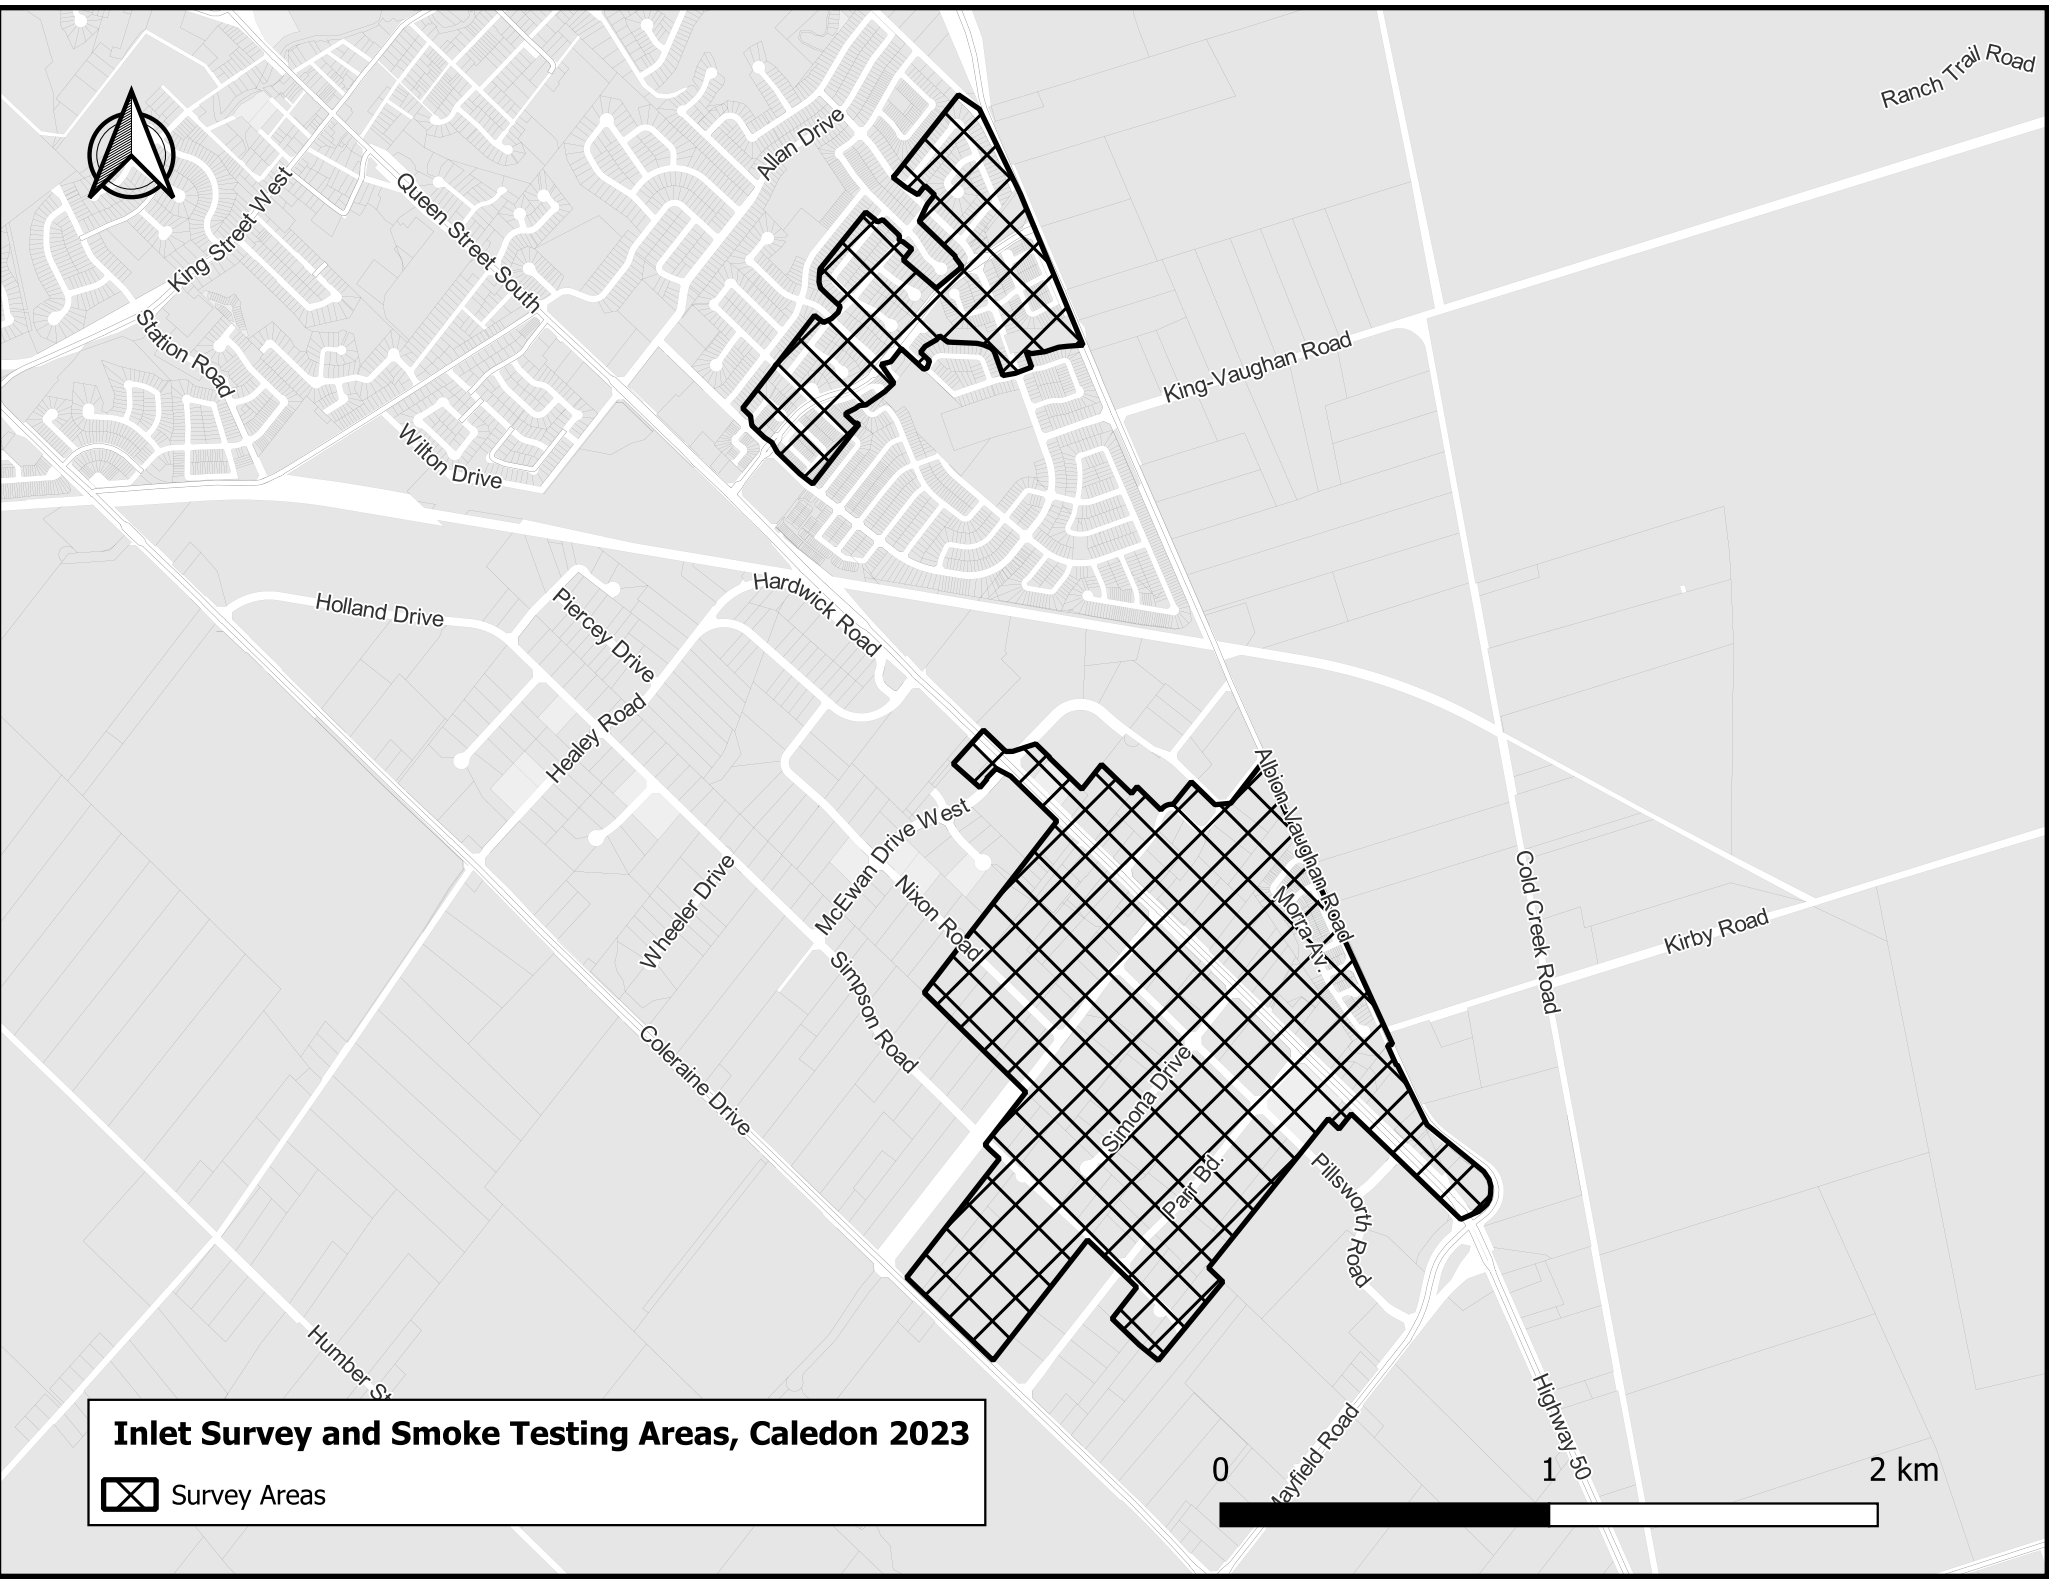 Ranch Trail Road
Allan Drive
King Street West
Queen Street South
Station Road
King-Vaughan Road
Wilton Drive
Hardwick Road
Holland Drive
Piercey Drive
Healey Road
Albion-Vaughan Road
McEwan Drive West
Wheeler Drive
Nixon Road
Morra Av.
Cold Creek Road
Kirby Road
Simpson Road
Coleraine Drive
Simona Drive
Parr Bd.
Pillsworth Road
Humber St
Highway 50
Mayfield Road
Inlet Survey and Smoke Testing Areas, Caledon 2023
Survey Areas
0 1 2 km